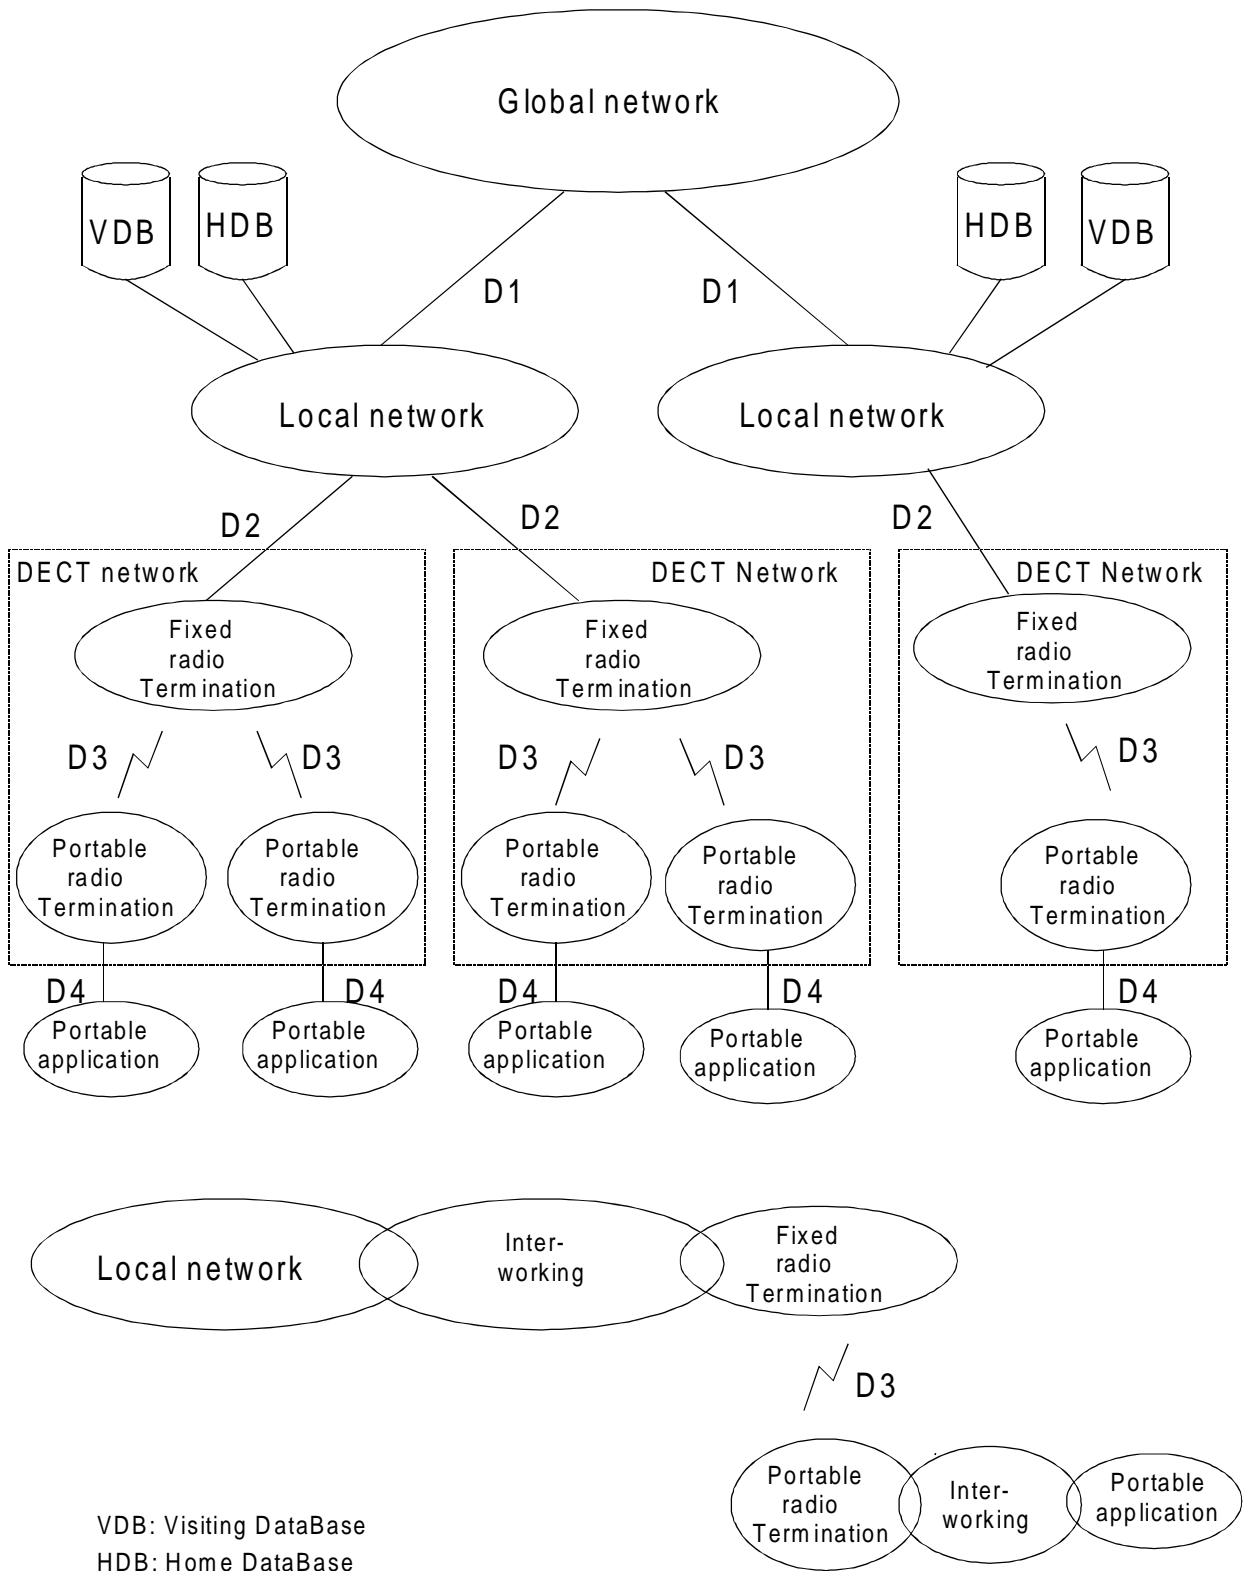 Global network
VDB
HDB
HDB
VDB
D1
D1
Local network
Local network
D2
D2
D2
DECT network
DECT Network
DECT Network
Fixed
radio
Termination
Fixed
radio
Termination
Fixed
radio
Termination
D3
D3
D3
D3
D3
Portable
radio
Termination
Portable
radio
Termination
Portable
radio
Termination
Portable
radio
Termination
Portable
radio
Termination
D4
D4
D4
D4
D4
Portable
application
Portable
application
Portable
application
Portable
application
Portable
application
Local network
Inter-
working
Fixed
radio
Termination
D3
Portable
radio
Termination
Inter-
working
Portable
application
VDB: Visiting DataBase
HDB: Home DataBase